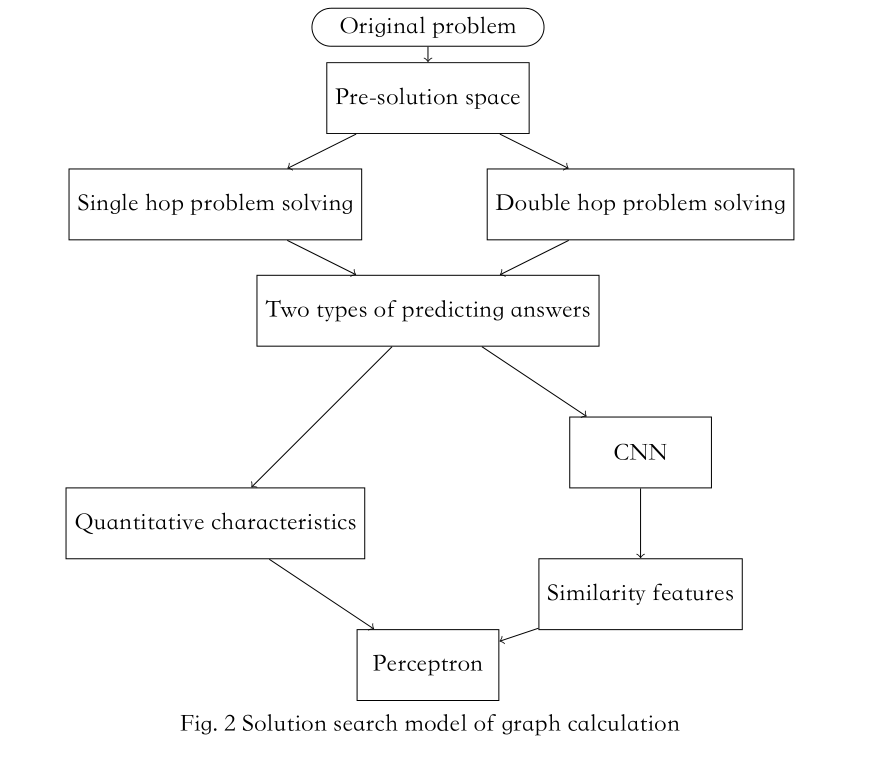 Original problem
Pre-solution space
Single hop problem solving
Double hop problem solving
Two types of predicting answers
CNN
Quantitative characteristics
Similarity features
Perceptron
Fig. 2 Solution search model of graph calculation